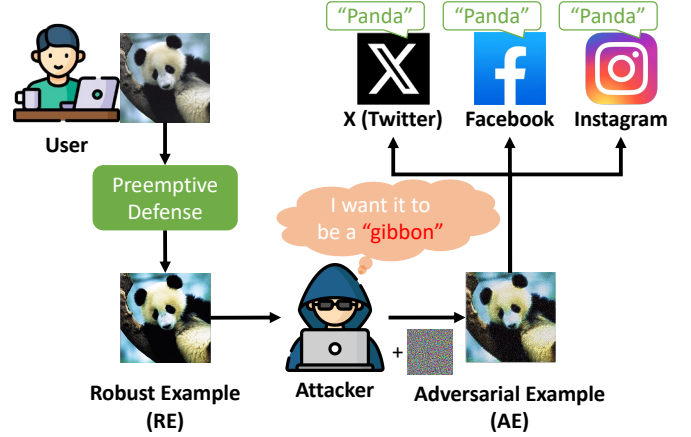 “Panda”
“Panda”
“Panda”
X (Twitter)
Facebook
Instagram
User
Preemptive
Defense
I want it to
be a “gibbon”
+
Robust Example
(RE)
Attacker
Adversarial Example
(AE)